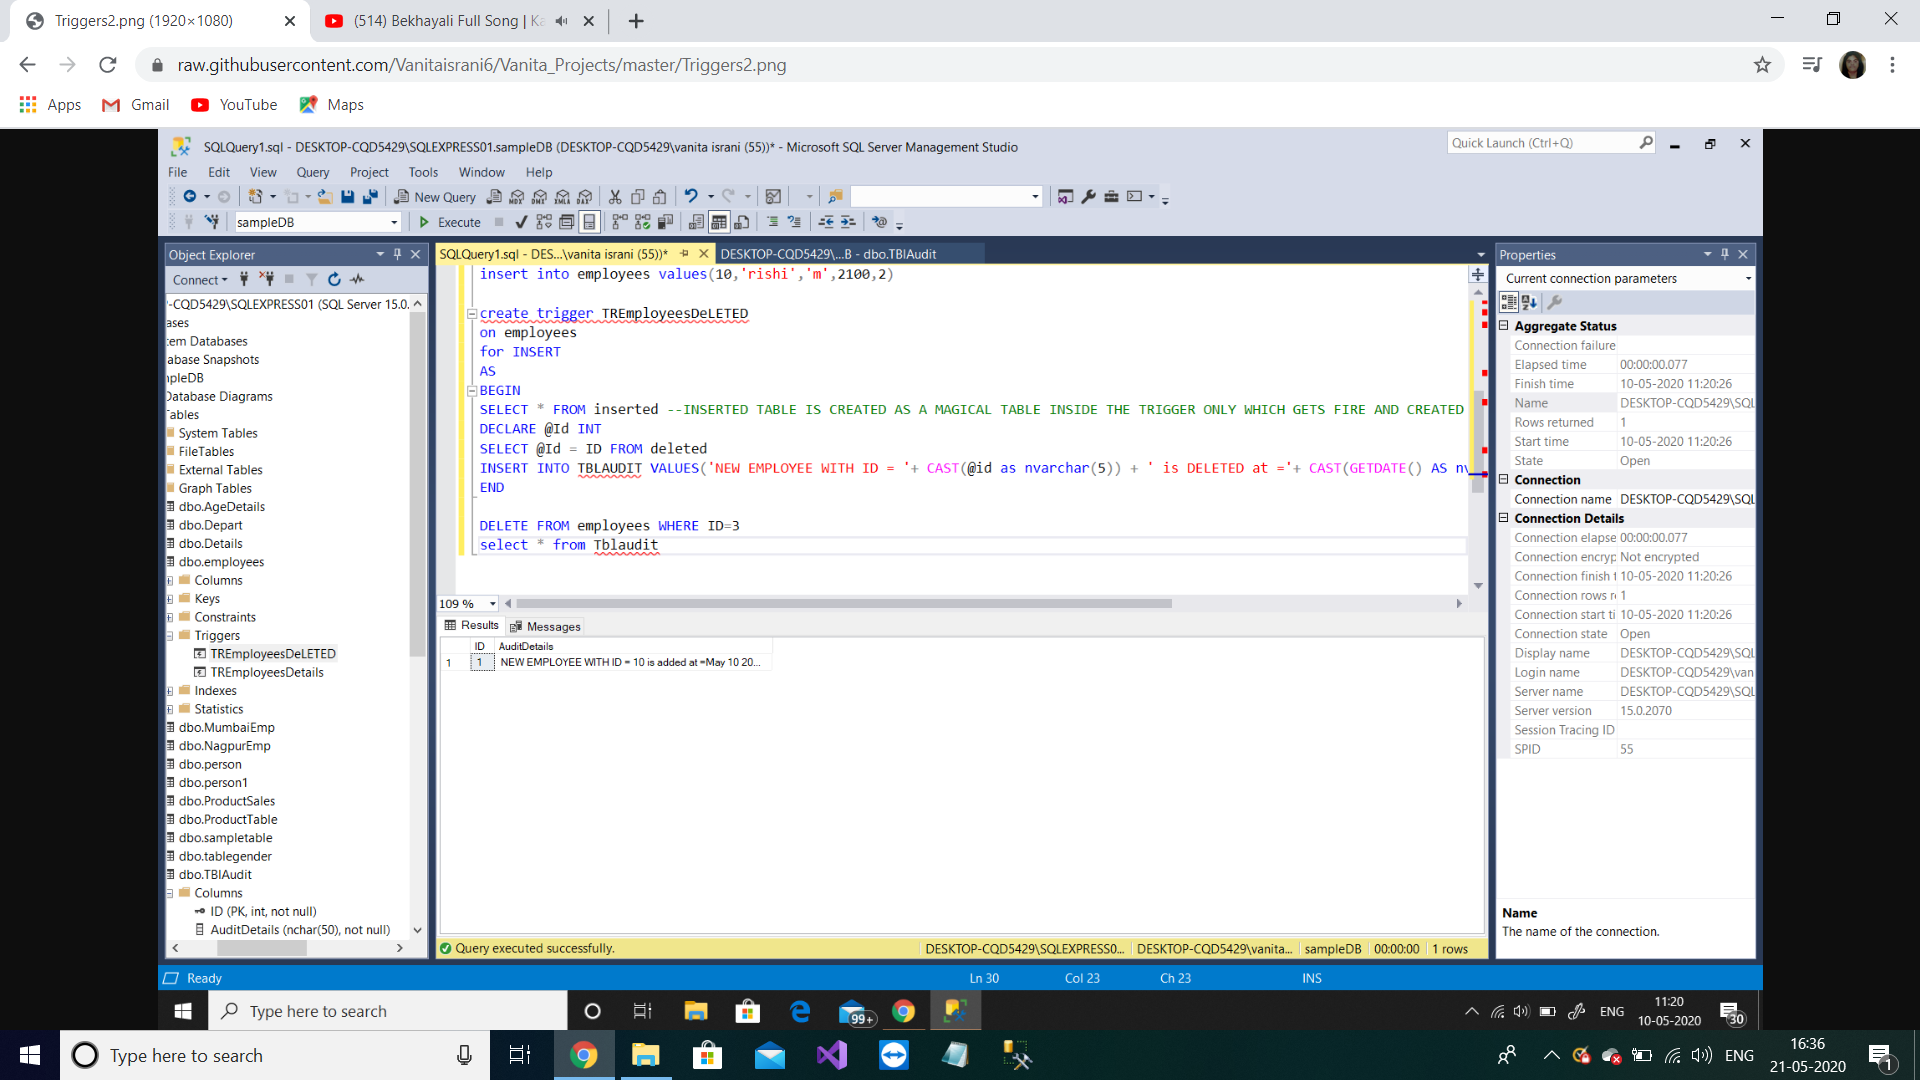 Triggers2.png (1920×1080)
(514) Bekhayali Full Song | Ka
raw.githubusercontent.com/Vanitaisrani6/Vanita_Projects/master/Triggers2.png
Apps Gmail YouTube Maps
SQLQuery1.sql - DESKTOP-CQD5429\SQLEXPRESS01.sampleDB (DESKTOP-CQD5429\vanita israni (55))* - Microsoft SQL Server Management Studio
Quick Launch (Ctrl+Q)
File Edit View Query Project Tools Window Help
New Query
MDX DMX XMLA DAX
sampleDB
Execute
Object Explorer
Connect
-CQD5429\SQLEXPRESS01 (SQL Server 15.0.
ases
tem Databases
abase Snapshots
npleDB
Database Diagrams
Tables
System Tables
FileTables
External Tables
Graph Tables
dbo.AgeDetails
dbo.Depart
dbo.Details
dbo.employees
Columns
Keys
Constraints
Triggers
TREmployeesDeLETED
TREmployeesDetails
Indexes
Statistics
dbo.MumbaiEmp
dbo.NagpurEmp
dbo.person
dbo.person1
dbo.ProductSales
dbo.ProductTable
dbo.sampletable
dbo.tablegender
dbo.TBlAudit
Columns
ID (PK, int, not null)
AuditDetails (nchar(50), not null)
SQLQuery1.sql - DES...\vanita israni (55))*
DESKTOP-CQD5429\...B - dbo.TBlAudit
insert into employees values(10,'rishi','m',2100,2)
create trigger TREmployeesDeLETED
on employees
for INSERT
AS
BEGIN
SELECT * FROM inserted --INSERTED TABLE IS CREATED AS A MAGICAL TABLE INSIDE THE TRIGGER ONLY WHICH GETS FIRE AND CREATED
DECLARE @Id INT
SELECT @Id = ID FROM deleted
INSERT INTO TBLAUDIT VALUES('NEW EMPLOYEE WITH ID = '+ CAST(@id as nvarchar(5)) + ' is DELETED at ='+ CAST(GETDATE() AS nv
END
DELETE FROM employees WHERE ID=3
select * from Tblaudit
109 %
Results Messages
ID AuditDetails
1 1 NEW EMPLOYEE WITH ID = 10 is added at =May 10 20...
Query executed successfully.
DESKTOP-CQD5429\SQLEXPRESS0... DESKTOP-CQD5429\vanita... sampleDB 00:00:00 1 rows
Properties
Current connection parameters
Aggregate Status
Connection failure
Elapsed time 00:00:00.077
Finish time 10-05-2020 11:20:26
Name DESKTOP-CQD5429\SQL
Rows returned 1
Start time 10-05-2020 11:20:26
State Open
Connection
Connection name DESKTOP-CQD5429\SQL
Connection Details
Connection elapse 00:00:00.077
Connection encryp Not encrypted
Connection finish t 10-05-2020 11:20:26
Connection rows r 1
Connection start ti 10-05-2020 11:20:26
Connection state Open
Display name DESKTOP-CQD5429\SQL
Login name DESKTOP-CQD5429\van
Server name DESKTOP-CQD5429\SQL
Server version 15.0.2070
Session Tracing ID
SPID 55
Name
The name of the connection.
Ready Ln 30 Col 23 Ch 23 INS
Type here to search
99+
ENG
11:20
10-05-2020
30
Type here to search
ENG
16:36
21-05-2020
1